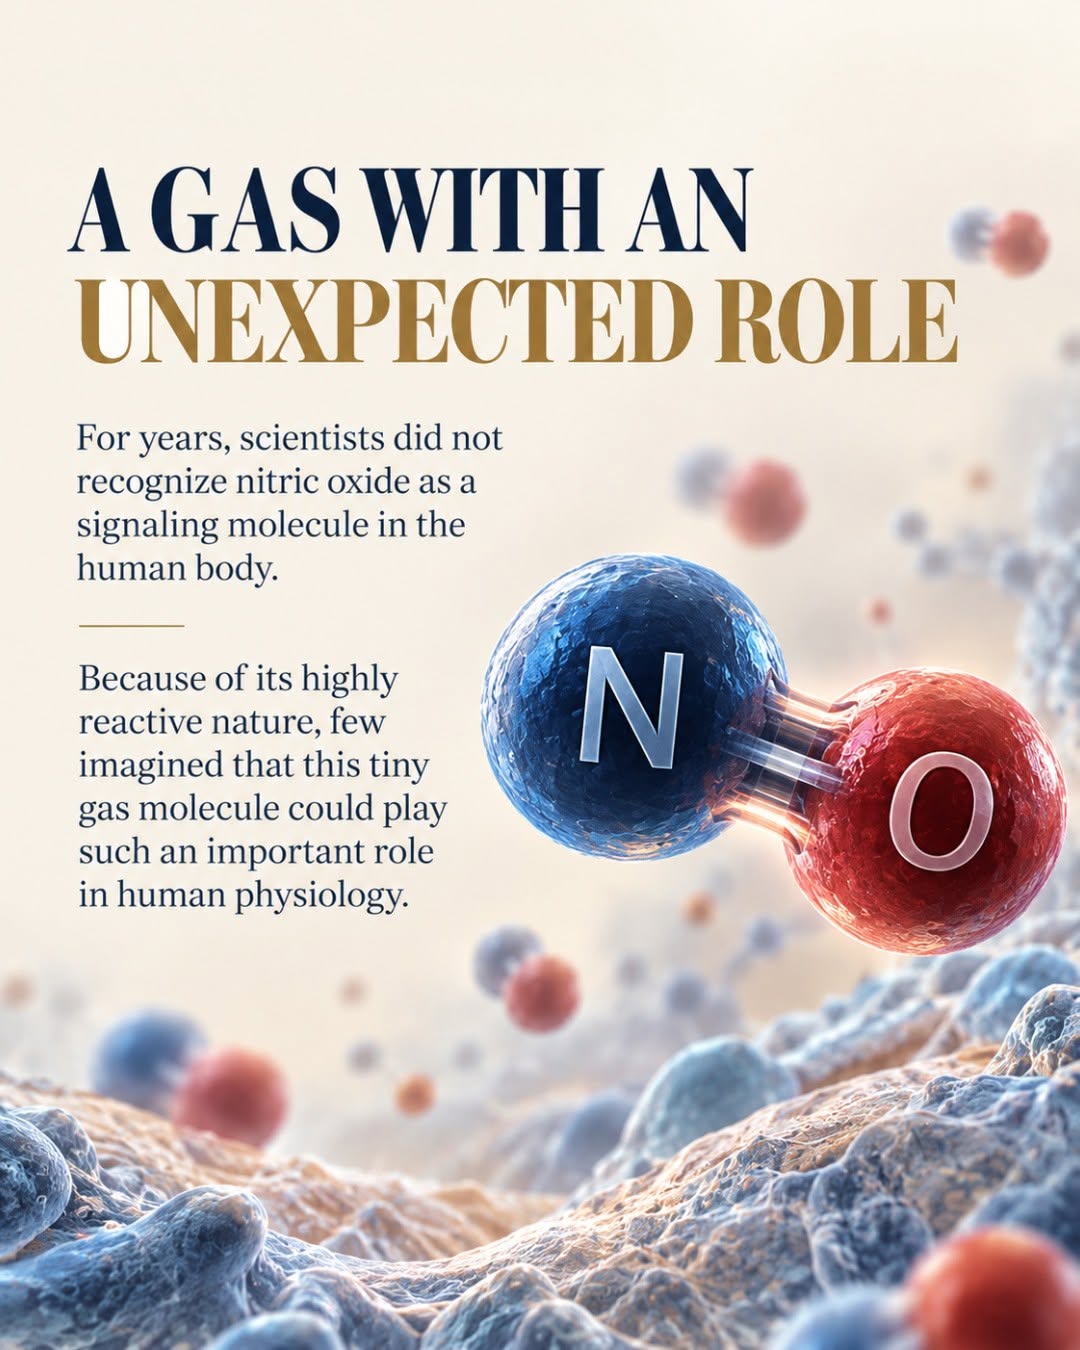 A GAS WITH AN
UNEXPECTED ROLE
For years, scientists did not
recognize nitric oxide as a
signaling molecule in the
human body.
Because of its highly
reactive nature, few
imagined that this tiny
gas molecule could play
such an important role
in human physiology.
N
O